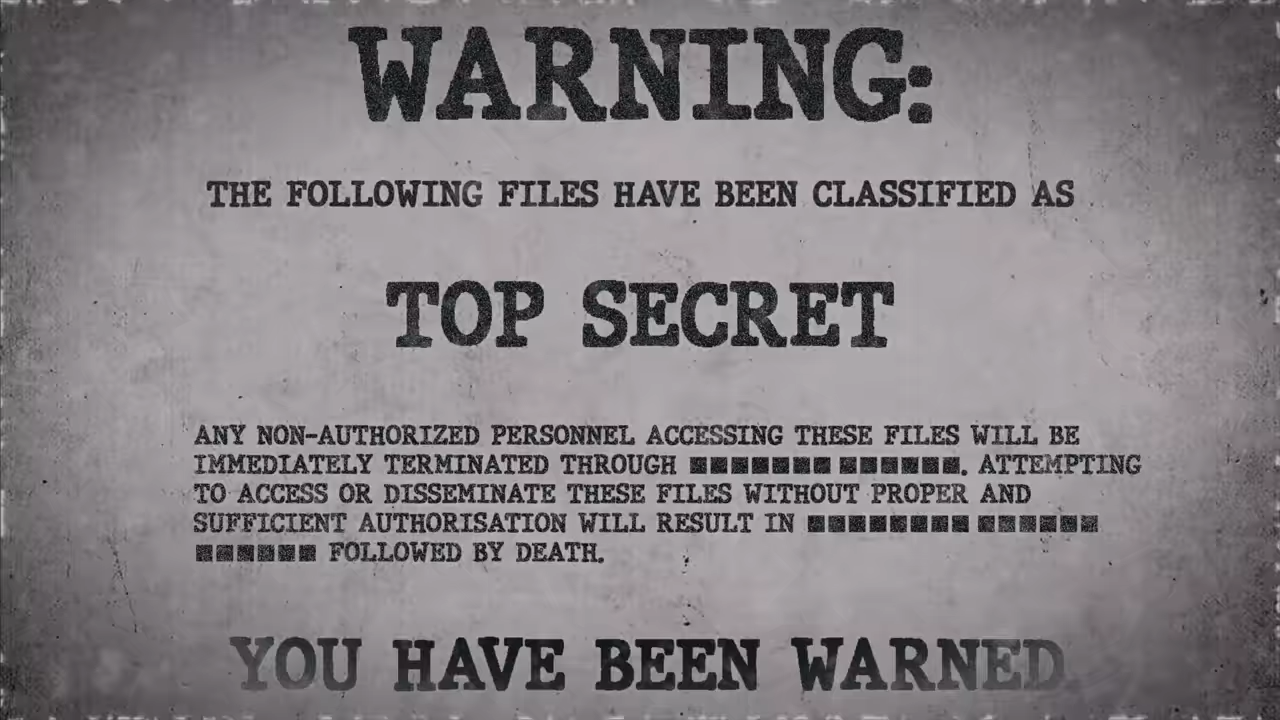 WARNING:
THE FOLLOWING FILES HAVE BEEN CLASSIFIED AS
TOP SECRET
ANY NON-AUTHORIZED PERSONNEL ACCESSING THESE FILES WILL BE
IMMEDIATELY TERMINATED THROUGH ■■■■■■■ ■■■■■■. ATTEMPTING
TO ACCESS OR DISSEMINATE THESE FILES WITHOUT PROPER AND
SUFFICIENT AUTHORISATION WILL RESULT IN ■■■■■■■■ ■■■■■■
■■■■■■ FOLLOWED BY DEATH.
YOU HAVE BEEN WARNED